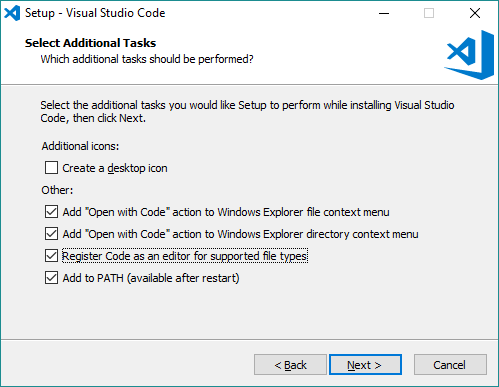 Setup - Visual Studio Code
Select Additional Tasks
Which additional tasks should be performed?
Select the additional tasks you would like Setup to perform while installing Visual Studio
Code, then click Next.
Additional icons:
Create a desktop icon
Other:
Add "Open with Code" action to Windows Explorer file context menu
Add "Open with Code" action to Windows Explorer directory context menu
Register Code as an editor for supported file types
Add to PATH (available after restart)
< Back
Next >
Cancel